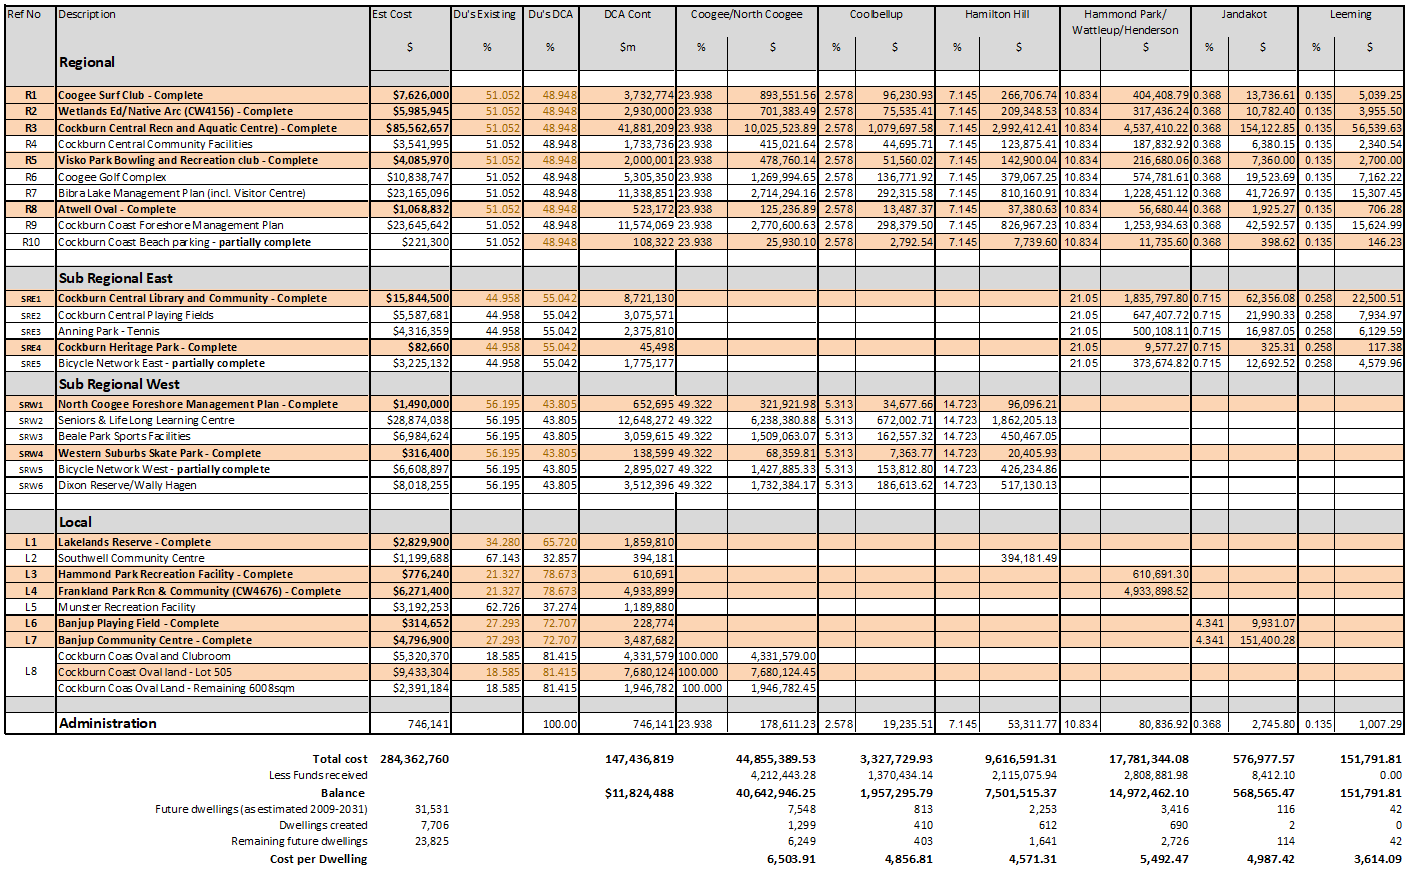 Ref No Description Est Cost Du's Existing Du's DCA DCA Cont Coogee/North Coogee Coolbellup Hamilton Hill Hammond Park/ Jandakot Leeming
Wattleup/Henderson
$ % % $m % $ % $ % $ $ % $ % $
Regional
R1 Coogee Surf Club - Complete $7,626,000 51.052 48.948 3,732,774 23.938 893,551.56 2.578 96,230.93 7.145 266,706.74 10.834 404,408.79 0.368 13,736.61 0.135 5,039.25
R2 Wetlands Ed/Native Arc (CW4156) - Complete $5,985,945 51.052 48.948 2,930,000 23.938 701,383.49 2.578 75,535.41 7.145 209,348.53 10.834 317,436.24 0.368 10,782.40 0.135 3,955.50
R3 Cockburn Central Recn and Aquatic Centre) - Complete $85,562,657 51.052 48.948 41,881,209 23.938 10,025,523.89 2.578 1,079,697.58 7.145 2,992,412.41 10.834 4,537,410.22 0.368 154,122.85 0.135 56,539.63
R4 Cockburn Central Community Facilities $3,541,995 51.052 48.948 1,733,736 23.938 415,021.64 2.578 44,695.71 7.145 123,875.41 10.834 187,832.92 0.368 6,380.15 0.135 2,340.54
R5 Visko Park Bowling and Recreation club - Complete $4,085,970 51.052 48.948 2,000,001 23.938 478,760.14 2.578 51,560.02 7.145 142,900.04 10.834 216,680.06 0.368 7,360.00 0.135 2,700.00
R6 Coogee Golf Complex $10,838,747 51.052 48.948 5,305,350 23.938 1,269,994.65 2.578 136,771.92 7.145 379,067.25 10.834 574,781.61 0.368 19,523.69 0.135 7,162.22
R7 Bibra Lake Management Plan (incl. Visitor Centre) $23,165,096 51.052 48.948 11,338,851 23.938 2,714,294.16 2.578 292,315.58 7.145 810,160.91 10.834 1,228,451.12 0.368 41,726.97 0.135 15,307.45
R8 Atwell Oval - Complete $1,068,832 51.052 48.948 523,172 23.938 125,236.89 2.578 13,487.37 7.145 37,380.63 10.834 56,680.44 0.368 1,925.27 0.135 706.28
R9 Cockburn Coast Foreshore Management Plan $23,645,642 51.052 48.948 11,574,069 23.938 2,770,600.63 2.578 298,379.50 7.145 826,967.23 10.834 1,253,934.63 0.368 42,592.57 0.135 15,624.99
R10 Cockburn Coast Beach parking - partially complete $221,300 51.052 48.948 108,322 23.938 25,930.10 2.578 2,792.54 7.145 7,739.60 10.834 11,735.60 0.368 398.62 0.135 146.23
Sub Regional East
SRE1 Cockburn Central Library and Community - Complete $15,844,500 44.958 55.042 8,721,130 21.05 1,835,797.80 0.715 62,356.08 0.258 22,500.51
SRE2 Cockburn Central Playing Fields $5,587,681 44.958 55.042 3,075,571 21.05 647,407.72 0.715 21,990.33 0.258 7,934.97
SRE3 Anning Park - Tennis $4,316,359 44.958 55.042 2,375,810 21.05 500,108.11 0.715 16,987.05 0.258 6,129.59
SRE4 Cockburn Heritage Park - Complete $82,660 44.958 55.042 45,498 21.05 9,577.27 0.715 325.31 0.258 117.38
SRE5 Bicycle Network East - partially complete $3,225,132 44.958 55.042 1,775,177 21.05 373,674.82 0.715 12,692.52 0.258 4,579.96
Sub Regional West
SRW1 North Coogee Foreshore Management Plan - Complete $1,490,000 56.195 43.805 652,695 49.322 321,921.98 5.313 34,677.66 14.723 96,096.21
SRW2 Seniors & Life Long Learning Centre $28,874,038 56.195 43.805 12,648,272 49.322 6,238,380.88 5.313 672,002.71 14.723 1,862,205.13
SRW3 Beale Park Sports Facilities $6,984,624 56.195 43.805 3,059,615 49.322 1,509,063.07 5.313 162,557.32 14.723 450,467.05
SRW4 Western Suburbs Skate Park - Complete $316,400 56.195 43.805 138,599 49.322 68,359.81 5.313 7,363.77 14.723 20,405.93
SRW5 Bicycle Network West - partially complete $6,608,897 56.195 43.805 2,895,027 49.322 1,427,885.33 5.313 153,812.80 14.723 426,234.86
SRW6 Dixon Reserve/Wally Hagen $8,018,255 56.195 43.805 3,512,396 49.322 1,732,384.17 5.313 186,613.62 14.723 517,130.13
Local
L1 Lakelands Reserve - Complete $2,829,900 34.280 65.720 1,859,810
L2 Southwell Community Centre $1,199,688 67.143 32.857 394,181 394,181.49
L3 Hammond Park Recreation Facility - Complete $776,240 21.327 78.673 610,691 610,691.30
L4 Frankland Park Rcn & Community (CW4676) - Complete $6,271,400 21.327 78.673 4,933,899 4,933,898.52
L5 Munster Recreation Facility $3,192,253 62.726 37.274 1,189,880
L6 Banjup Playing Field - Complete $314,652 27.293 72.707 228,774 4.341 9,931.07
L7 Banjup Community Centre - Complete $4,796,900 27.293 72.707 3,487,682 4.341 151,400.28
Cockburn Coas Oval and Clubroom $5,320,370 18.585 81.415 4,331,579 100.000 4,331,579.00
L8 Cockburn Coast Oval land - Lot 505 $9,433,304 18.585 81.415 7,680,124 100.000 7,680,124.45
Cockburn Coas Oval Land - Remaining 6008sqm $2,391,184 18.585 81.415 1,946,782 100.000 1,946,782.45
Administration 746,141 100.00 746,141 23.938 178,611.23 2.578 19,235.51 7.145 53,311.77 10.834 80,836.92 0.368 2,745.80 0.135 1,007.29
Total cost 284,362,760 147,436,819 44,855,389.53 3,327,729.93 9,616,591.31 17,781,344.08 576,977.57 151,791.81
Less Funds received 4,212,443.28 1,370,434.14 2,115,075.94 2,808,881.98 8,412.10 0.00
Balance $11,824,488 40,642,946.25 1,957,295.79 7,501,515.37 14,972,462.10 568,565.47 151,791.81
Future dwellings (as estimated 2009-2031) 31,531 7,548 813 2,253 3,416 116 42
Dwellings created 7,706 1,299 410 612 690 2 0
Remaining future dwellings 23,825 6,249 403 1,641 2,726 114 42
Cost per Dwelling 6,503.91 4,856.81 4,571.31 5,492.47 4,987.42 3,614.09